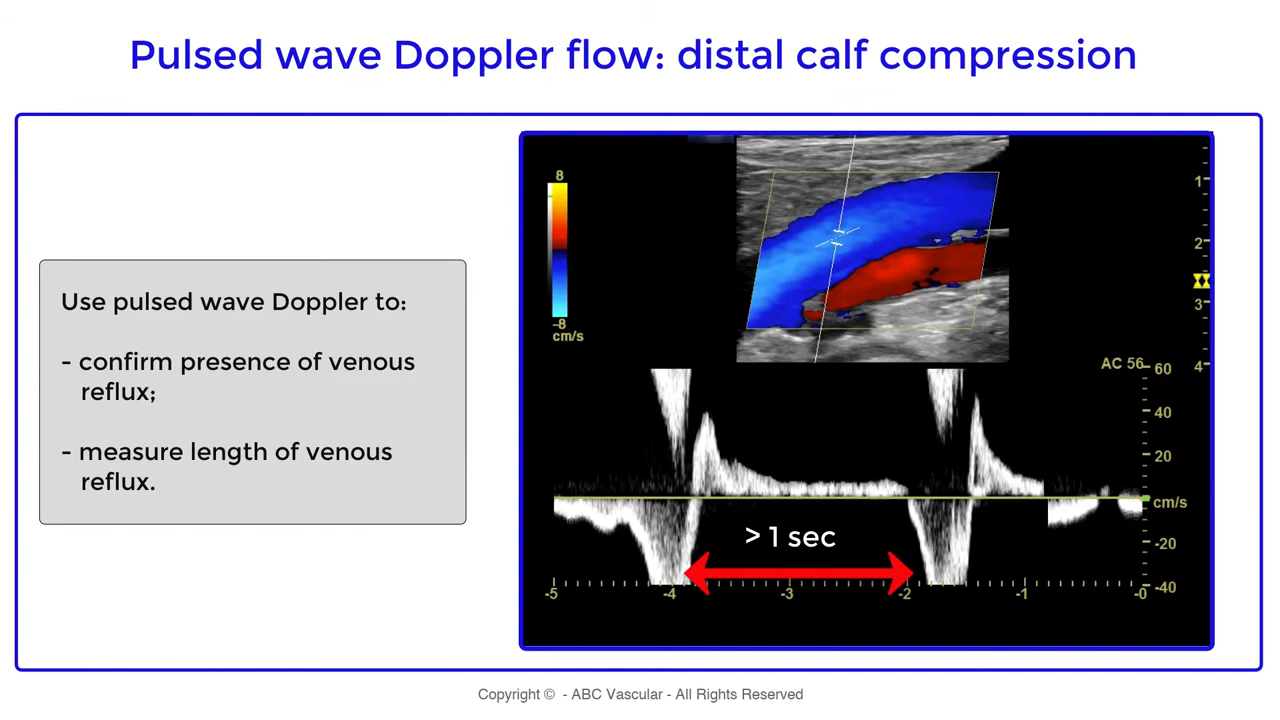 Pulsed wave Doppler flow: distal calf compression
Use pulsed wave Doppler to:
- confirm presence of venous
reflux;
- measure length of venous
reflux.
8
-8
cm/s
1
2
3
4
AC 56
60
40
20
cm/s
-20
-40
> 1 sec
-5
-4
-3
-2
-1
-0
Copyright © - ABC Vascular - All Rights Reserved